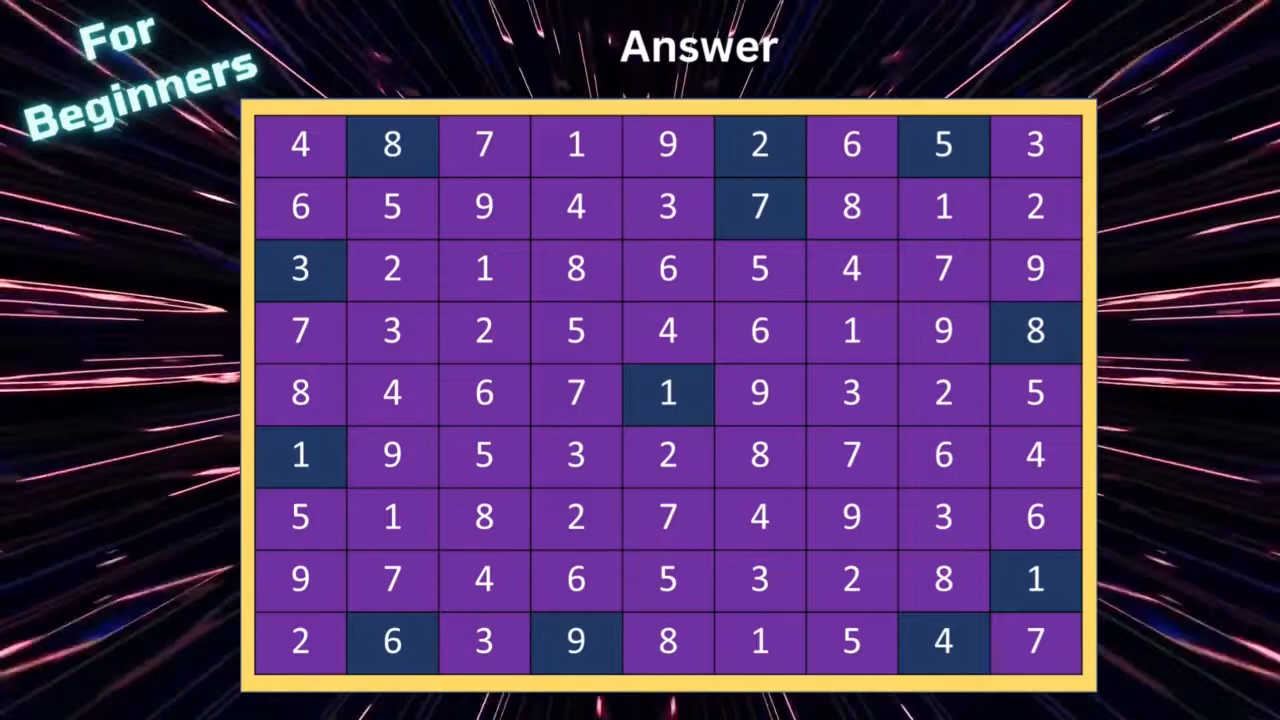 For
Beginners
Answer
4 8 7 1 9 2 6 5 3
6 5 9 4 3 7 8 1 2
3 2 1 8 6 5 4 7 9
7 3 2 5 4 6 1 9 8
8 4 6 7 1 9 3 2 5
1 9 5 3 2 8 7 6 4
5 1 8 2 7 4 9 3 6
9 7 4 6 5 3 2 8 1
2 6 3 9 8 1 5 4 7